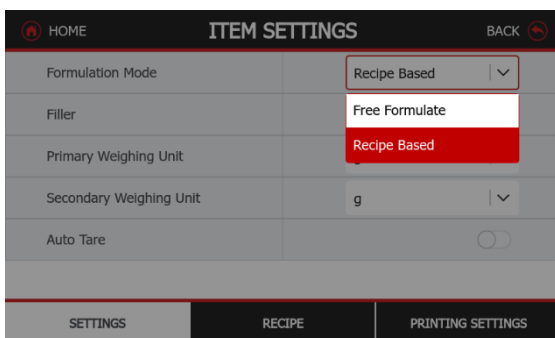 HOME
ITEM SETTINGS
BACK
Formulation Mode
Recipe Based
Free Formulate
Filler
Recipe Based
Primary Weighing Unit
Secondary Weighing Unit
g
Auto Tare
SETTINGS
RECIPE
PRINTING SETTINGS